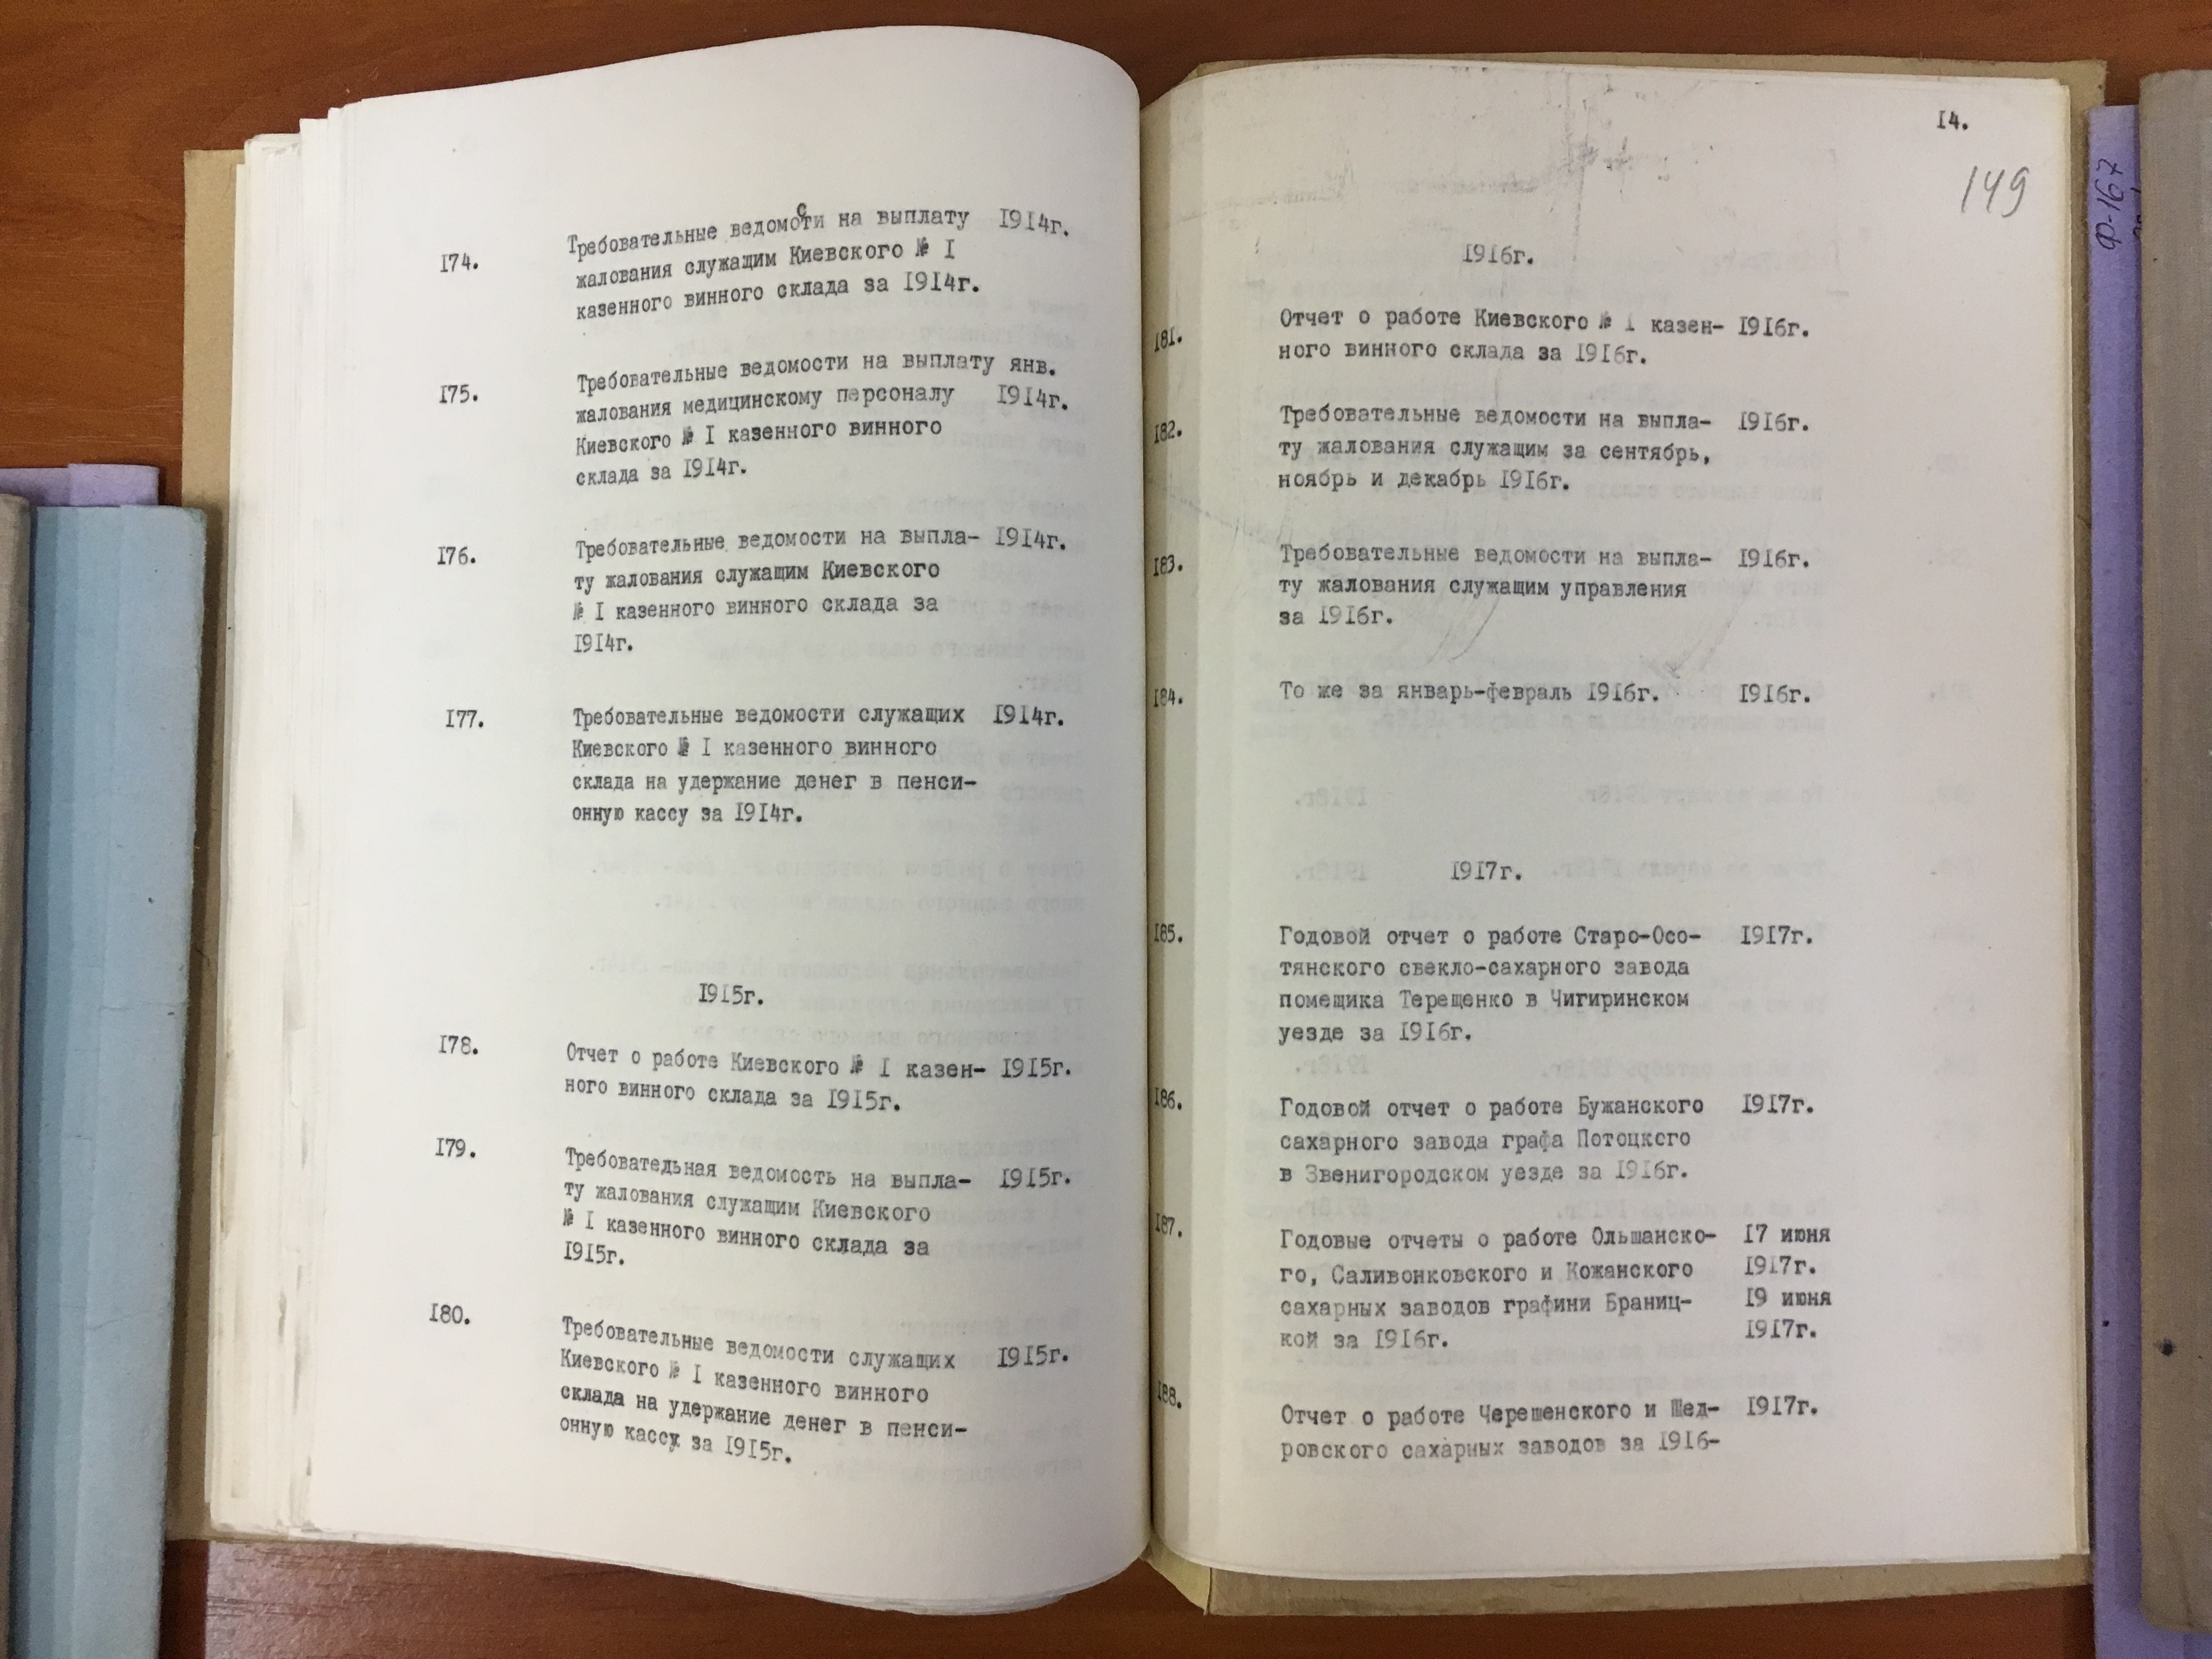 174. Требовательные ведомости на выплату 1914г.
жалования служащим Киевского № I
казенного винного склада за 1914г.
175. Требовательные ведомости на выплату янв.
жалования медицинскому персоналу 1914г.
Киевского № I казенного винного
склада за 1914г.
176. Требовательные ведомости на выпла- 1914г.
ту жалования служащим Киевского
№ I казенного винного склада за
1914г.
177. Требовательные ведомости служащих 1914г.
Киевского № I казенного винного
склада на удержание денег в пенси-
онную кассу за 1914г.
1915г.
178. Отчет о работе Киевского № I казен- 1915г.
ного винного склада за 1915г.
179. Требоватедьная ведомость на выпла- 1915г.
ту жалования служащим Киевского
№ I казенного винного склада за
1915г.
180. Требовательные ведомости служащих 1915г.
Киевского № I казенного винного
склада на удержание денег в пенси-
онную кассу за 1915г.
14.
149
1916г.
181. Отчет о работе Киевского № I казен- 1916г.
ного винного склада за 1916г.
182. Требовательные ведомости на выпла- 1916г.
ту жалования служащим за сентябрь,
ноябрь и декабрь 1916г.
183. Требовательные ведомости на выпла- 1916г.
ту жалования служащим управления
за 1916г.
184. То же за январь-февраль 1916г. 1916г.
1917г.
185. Годовой отчет о работе Старо-Осо- 1917г.
тянского свекло-сахарного завода
помещика Терещенко в Чигиринском
уезде за 1916г.
186. Годовой отчет о работе Бужанского 1917г.
сахарного завода графа Потоцкого
в Звенигородском уезде за 1916г.
187. Годовые отчеты о работе Ольшанско- 17 июня
го, Саливонковского и Кожанского 1917г.
сахарных заводов графини Браниц- 19 июня
кой за 1916г. 1917г.
188. Отчет о работе Черешенского и Шед- 1917г.
ровского сахарных заводов за 1916-
Ф-167